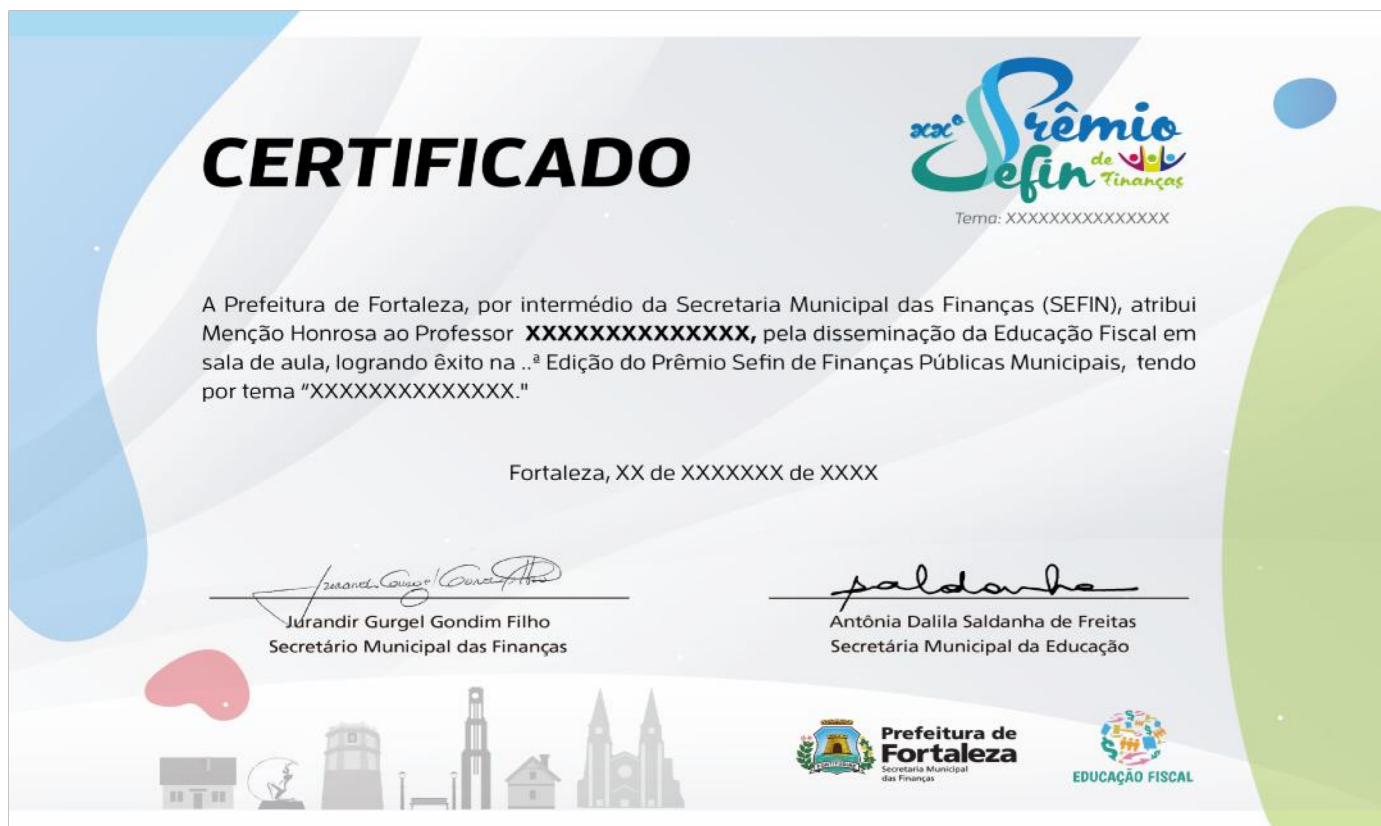 CERTIFICADO
xxº Prêmio
Sefin de Finanças
Tema: XXXXXXXXXXXXXXX
A Prefeitura de Fortaleza, por intermédio da Secretaria Municipal das Finanças (SEFIN), atribui
Menção Honrosa ao Professor XXXXXXXXXXXXXX, pela disseminação da Educação Fiscal em
sala de aula, logrando êxito na ..ª Edição do Prêmio Sefin de Finanças Públicas Municipais, tendo
por tema “XXXXXXXXXXXXXX."
Fortaleza, XX de XXXXXXX de XXXX
saldanha
Jurandir Gurgel Gondim Filho
Secretário Municipal das Finanças
Antônia Dalila Saldanha de Freitas
Secretária Municipal da Educação
Prefeitura de
Fortaleza
Secretaria Municipal
das Finanças
EDUCAÇÃO FISCAL